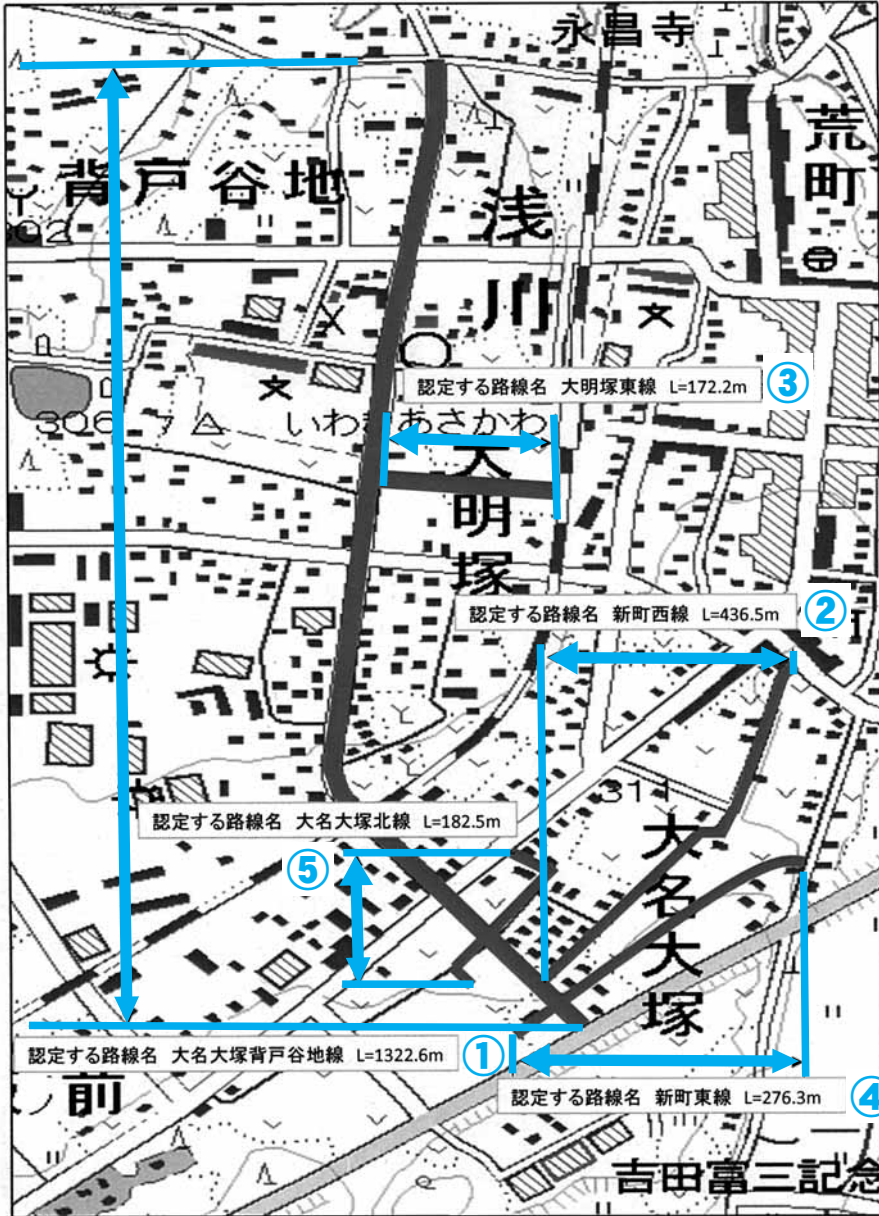 永昌寺
荒町
背戸谷地
浅川
302
認定する路線名 大明塚東線 L=172.2m ③
306.7
いわきあさかわ
大明塚
認定する路線名 新町西線 L=436.5m ②
311
認定する路線名 大名大塚北線 L=182.5m
⑤
大名大塚
認定する路線名 大名大塚背戸谷地線 L=1322.6m ①
前
認定する路線名 新町東線 L=276.3m ④
吉田富三記念